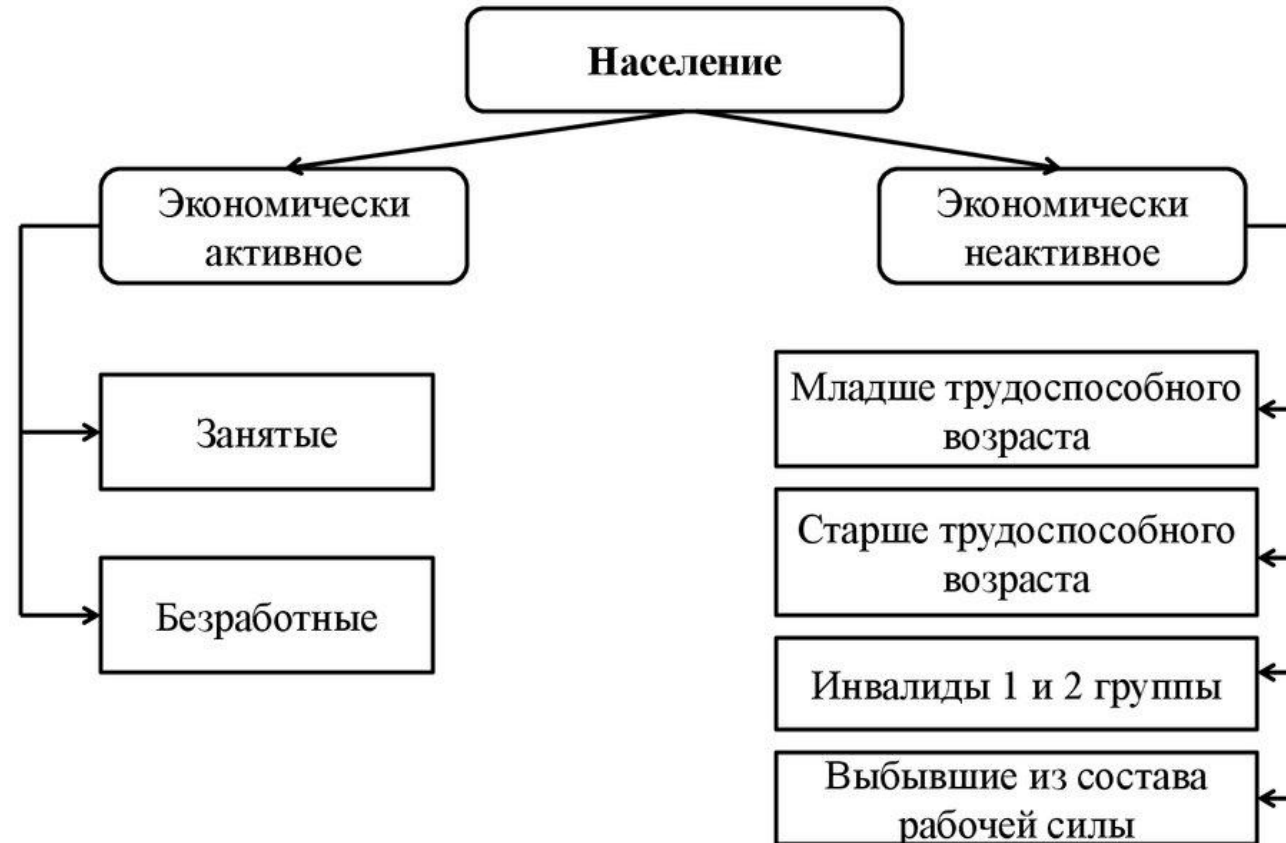 Население
Экономически
активное
Экономически
неактивное
Занятые
Безработные
Младше трудоспособного
возраста
Старше трудоспособного
возраста
Инвалиды 1 и 2 группы
Выбывшие из состава
рабочей силы